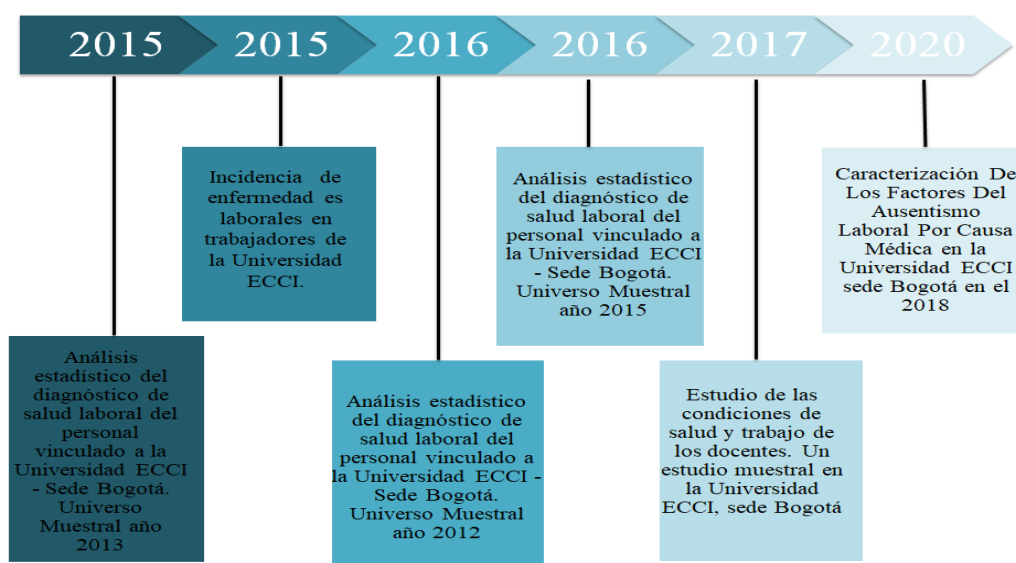 2015
2015
2016
2016
2017
2020
Análisis
estadístico del
diagnóstico de
salud laboral del
personal
vinculado a la
Universidad ECCI
- Sede Bogotá.
Universo
Muestral año
2013
Incidencia de
enfermedad es
laborales en
trabajadores de
la Universidad
ECCI.
Análisis estadístico
del diagnóstico de
salud laboral del
personal vinculado a
la Universidad ECCI -
Sede Bogotá.
Universo Muestral
año 2012
Análisis estadístico
del diagnóstico de
salud laboral del
personal vinculado a
la Universidad ECCI
- Sede Bogotá.
Universo Muestral
año 2015
Estudio de las
condiciones de
salud y trabajo de
los docentes. Un
estudio muestral en
la Universidad
ECCI, sede Bogotá
Caracterización De
Los Factores Del
Ausentismo
Laboral Por Causa
Médica en la
Universidad ECCI
sede Bogotá en el
2018